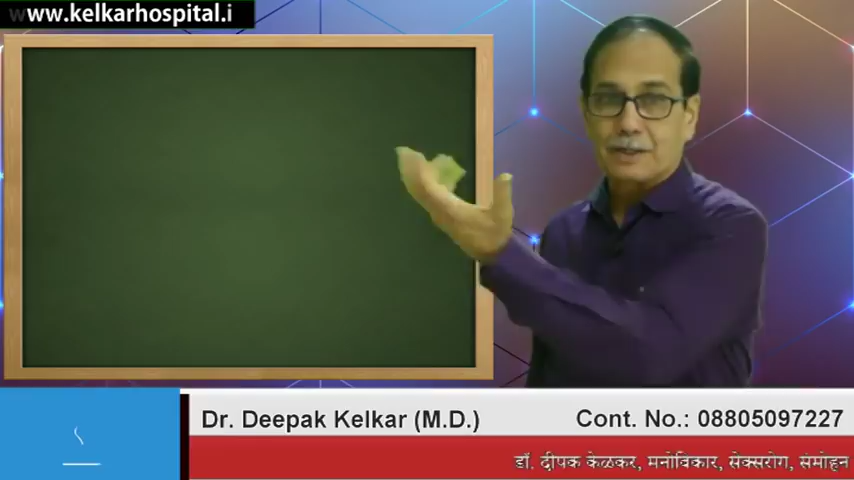 www.kelkarhospital.i
Dr. Deepak Kelkar (M.D.)
Cont. No.: 08805097227
डॉ. दीपक केळकर, मनोविकार, सेक्सरोग, संमोहन